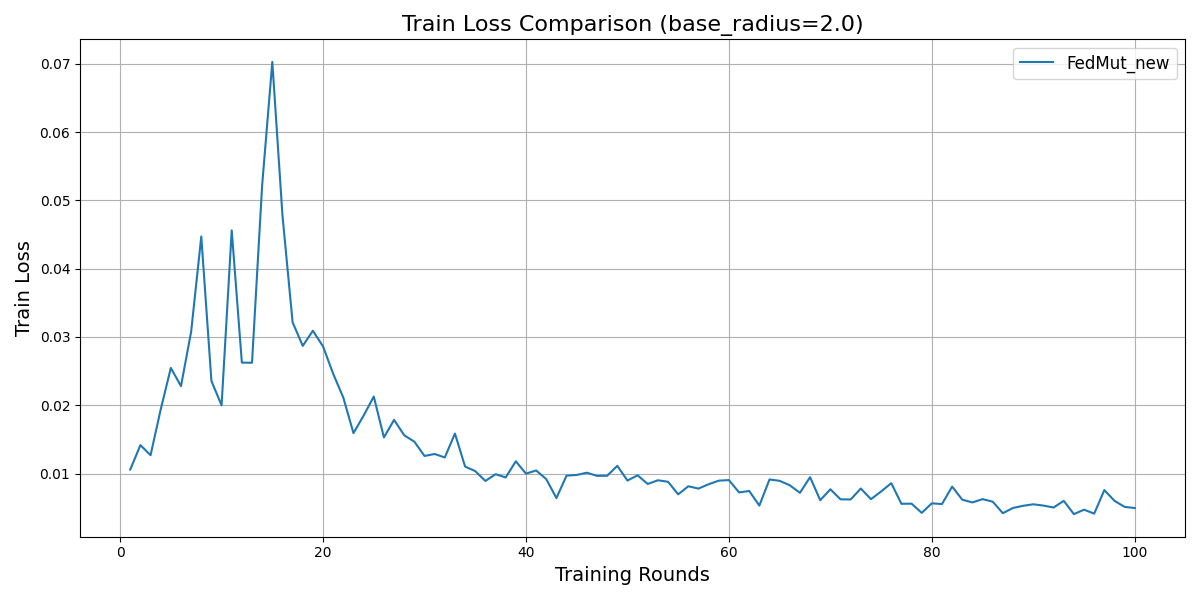 Train Loss Comparison (base_radius=2.0)
FedMut_new
0.07
0.06
0.05
0.04
0.03
0.02
0.01
Train Loss
0 20 40 60 80 100
Training Rounds